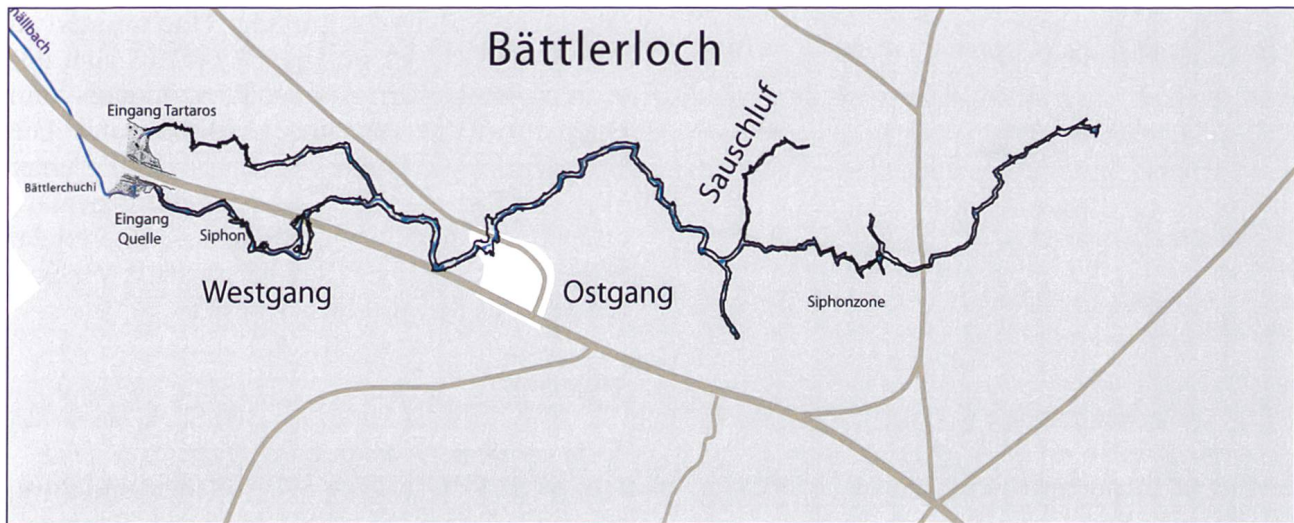 Bättlerloch
Eingang Tartaros
Sauschluf
Bättlerchuchi
Eingang
Quelle
Siphon
Westgang
Ostgang
Siphonzone